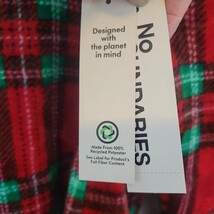 Designed
with
the planet
in mind
Made From 100%
Recycled Polyester
See Label for Product's
Full Fiber Content
NO
UNDARIES